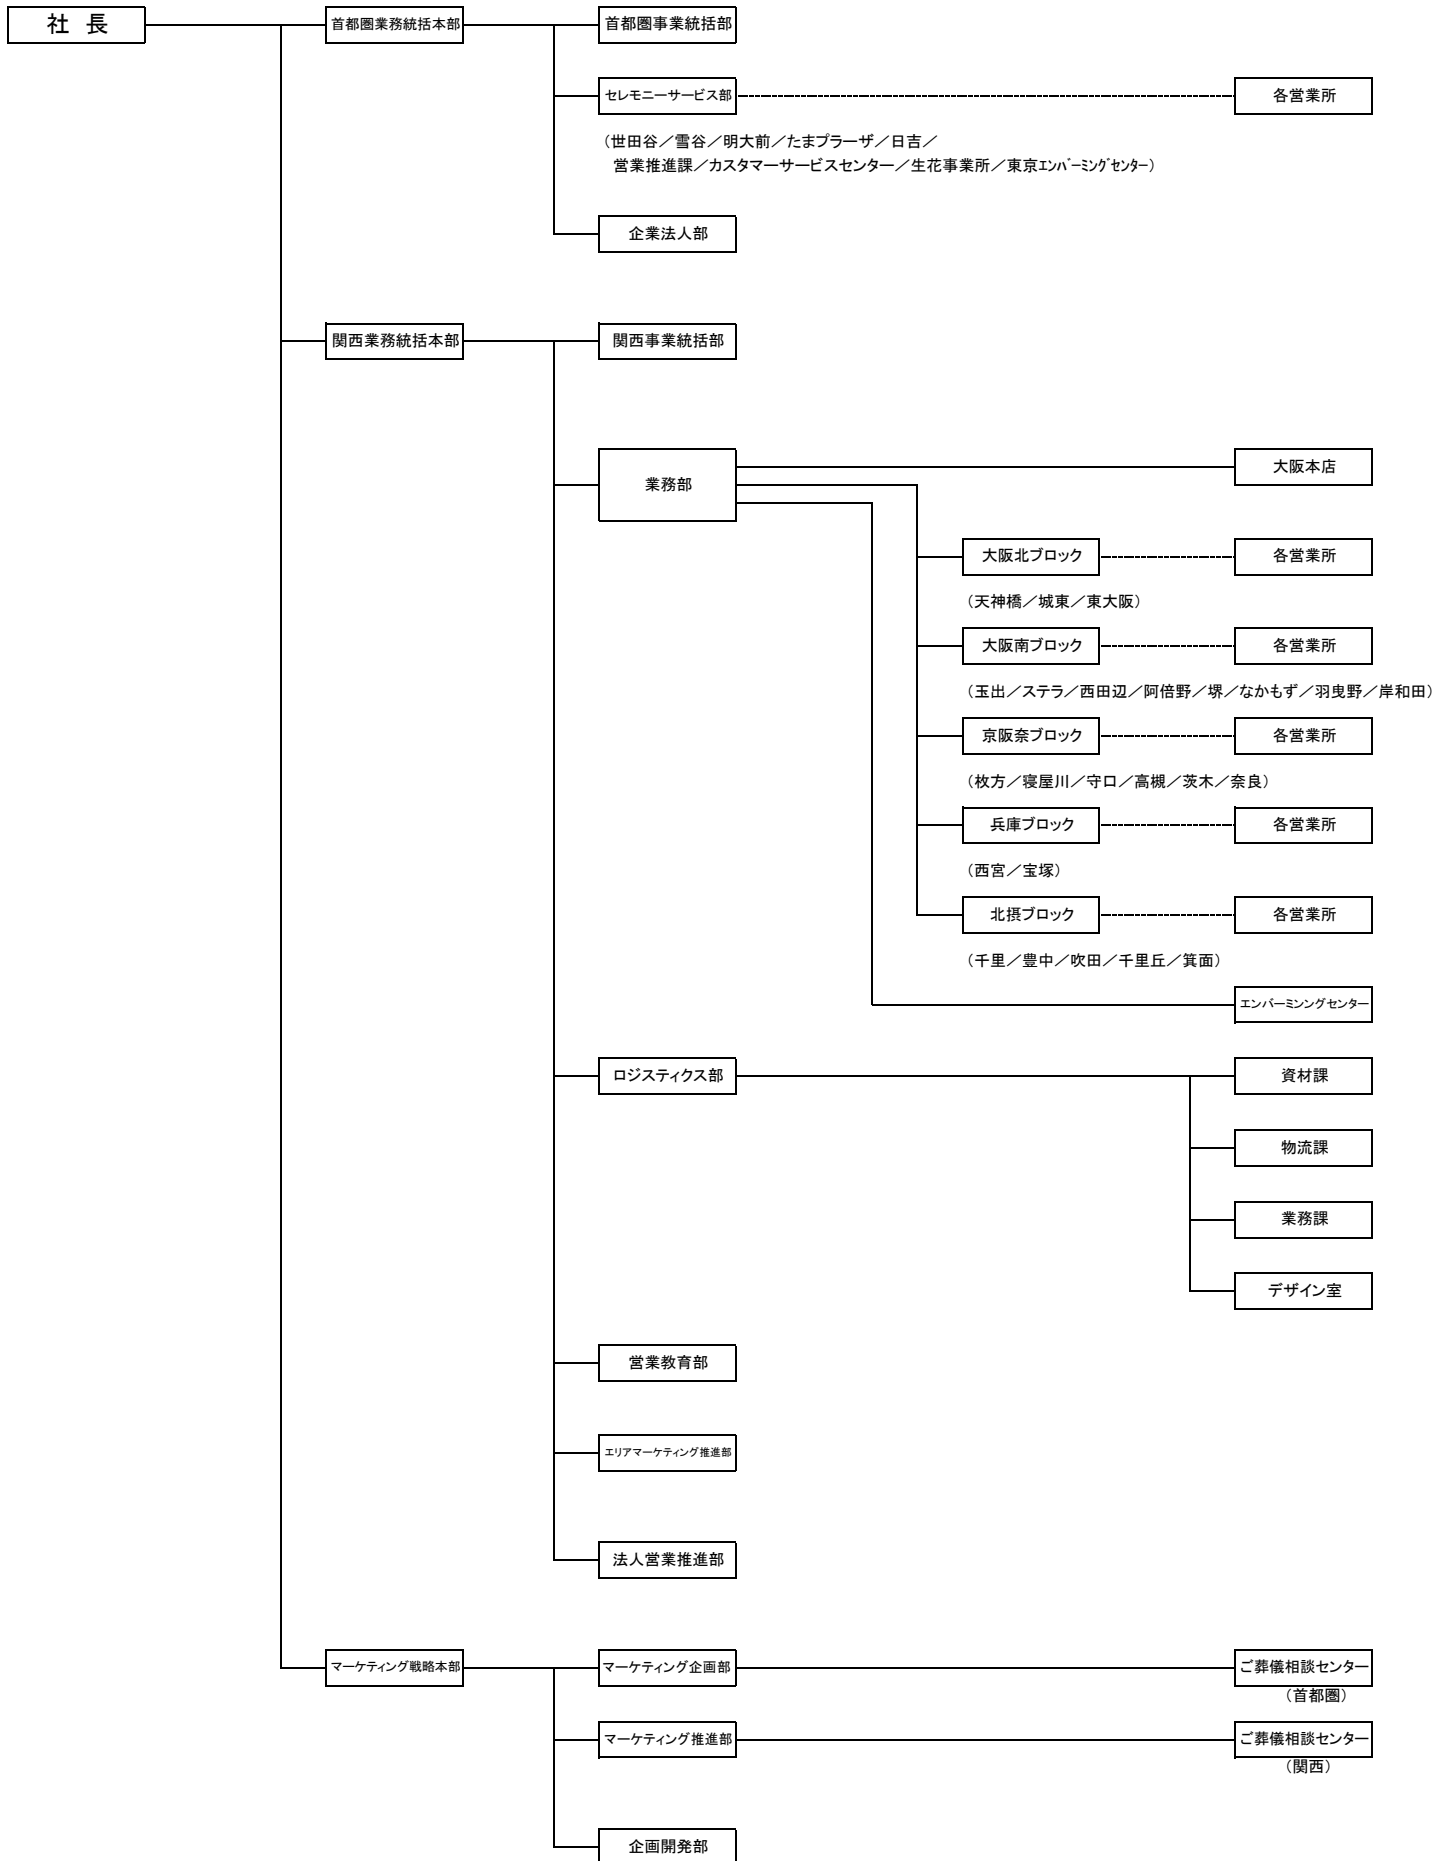 社 長
首都圏業務統括本部
首都圏事業統括部
セレモニーサービス部
各営業所
（世田谷／雪谷／明大前／たまプラーザ／日吉／
営業推進課／カスタマーサービスセンター／生花事業所／東京ｴﾝﾊﾞｰﾐﾝｸﾞｾﾝﾀｰ）
企業法人部
関西業務統括本部
関西事業統括部
業務部
大阪本店
大阪北ブロック
各営業所
（天神橋／城東／東大阪）
大阪南ブロック
各営業所
（玉出／ステラ／西田辺／阿倍野／堺／なかもず／羽曳野／岸和田）
京阪奈ブロック
各営業所
（枚方／寝屋川／守口／高槻／茨木／奈良）
兵庫ブロック
各営業所
（西宮／宝塚）
北摂ブロック
各営業所
（千里／豊中／吹田／千里丘／箕面）
エンバーミンングセンター
ロジスティクス部
資材課
物流課
業務課
デザイン室
営業教育部
エリアマーケティング推進部
法人営業推進部
マーケティング戦略本部
マーケティング企画部
ご葬儀相談センター
（首都圏）
マーケティング推進部
ご葬儀相談センター
（関西）
企画開発部